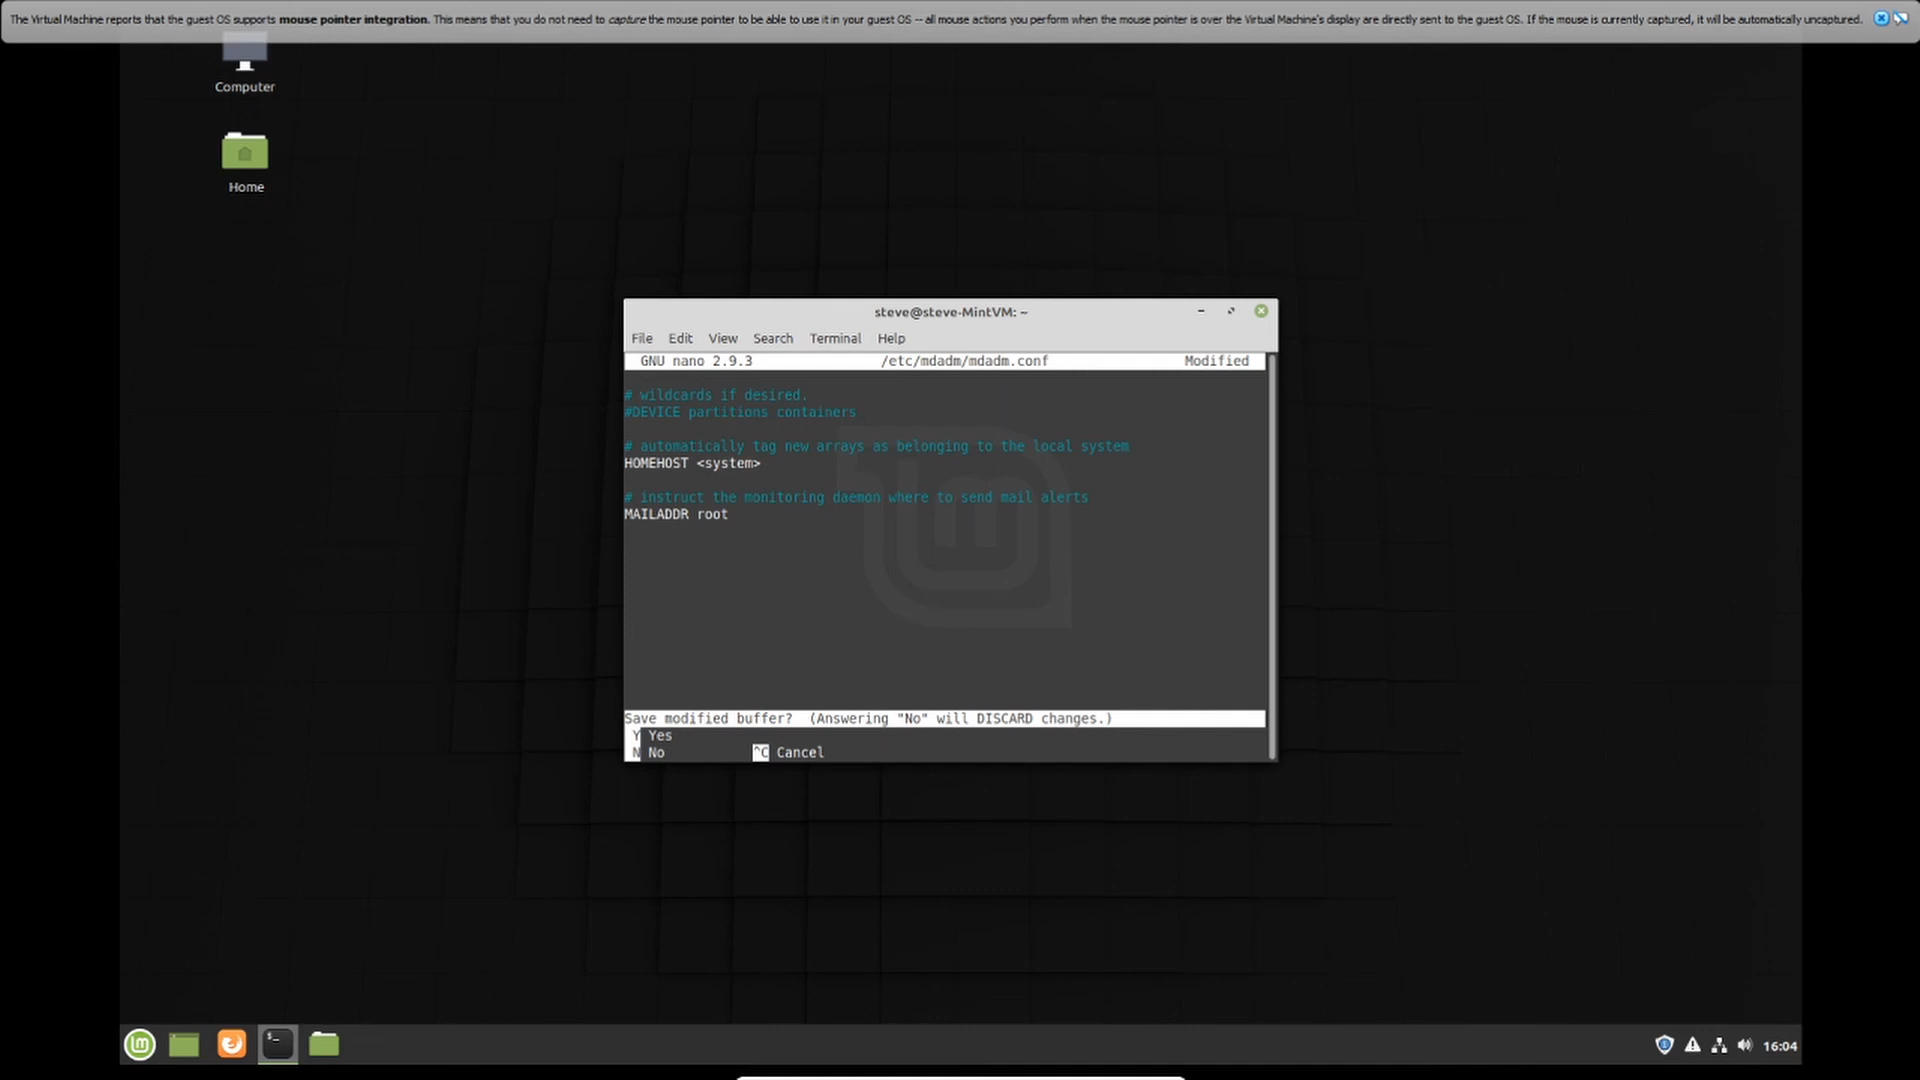 The Virtual Machine reports that the guest OS supports mouse pointer integration. This means that you do not need to capture the mouse pointer to be able to use it in your guest OS -- all mouse actions you perform when the mouse pointer is over the Virtual Machine's display are directly sent to the guest OS. If the mouse is currently captured, it will be automatically uncaptured.
Computer
Home
steve@steve-MintVM: ~
File Edit View Search Terminal Help
GNU nano 2.9.3 /etc/mdadm/mdadm.conf Modified
# wildcards if desired.
#DEVICE partitions containers
# automatically tag new arrays as belonging to the local system
HOMEHOST <system>
# instruct the monitoring daemon where to send mail alerts
MAILADDR root
Save modified buffer? (Answering "No" will DISCARD changes.)
Y Yes
N No ^C Cancel
16:04